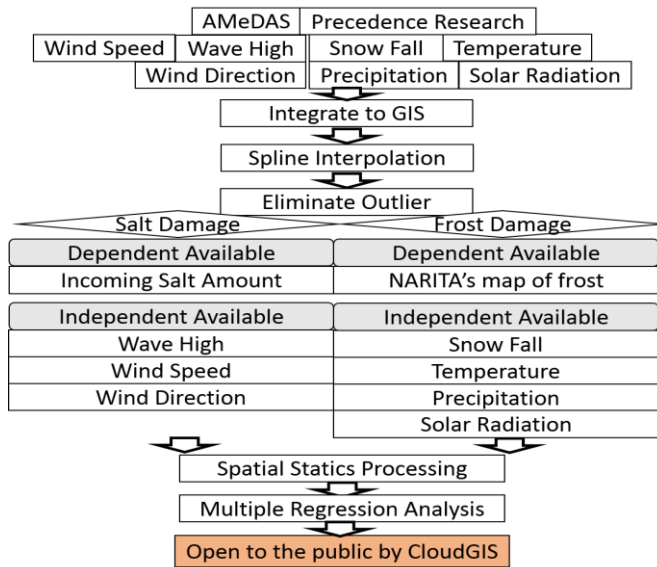 AMeDAS Precedence Research
Wind Speed Wave High Snow Fall Temperature
Wind Direction Precipitation Solar Radiation
Integrate to GIS
Spline Interpolation
Eliminate Outlier
Salt Damage Frost Damage
Dependent Available Dependent Available
Incoming Salt Amount NARITA's map of frost
Independent Available Independent Available
Wave High Snow Fall
Wind Speed Temperature
Wind Direction Precipitation
Solar Radiation
Spatial Statics Processing
Multiple Regression Analysis
Open to the public by CloudGIS